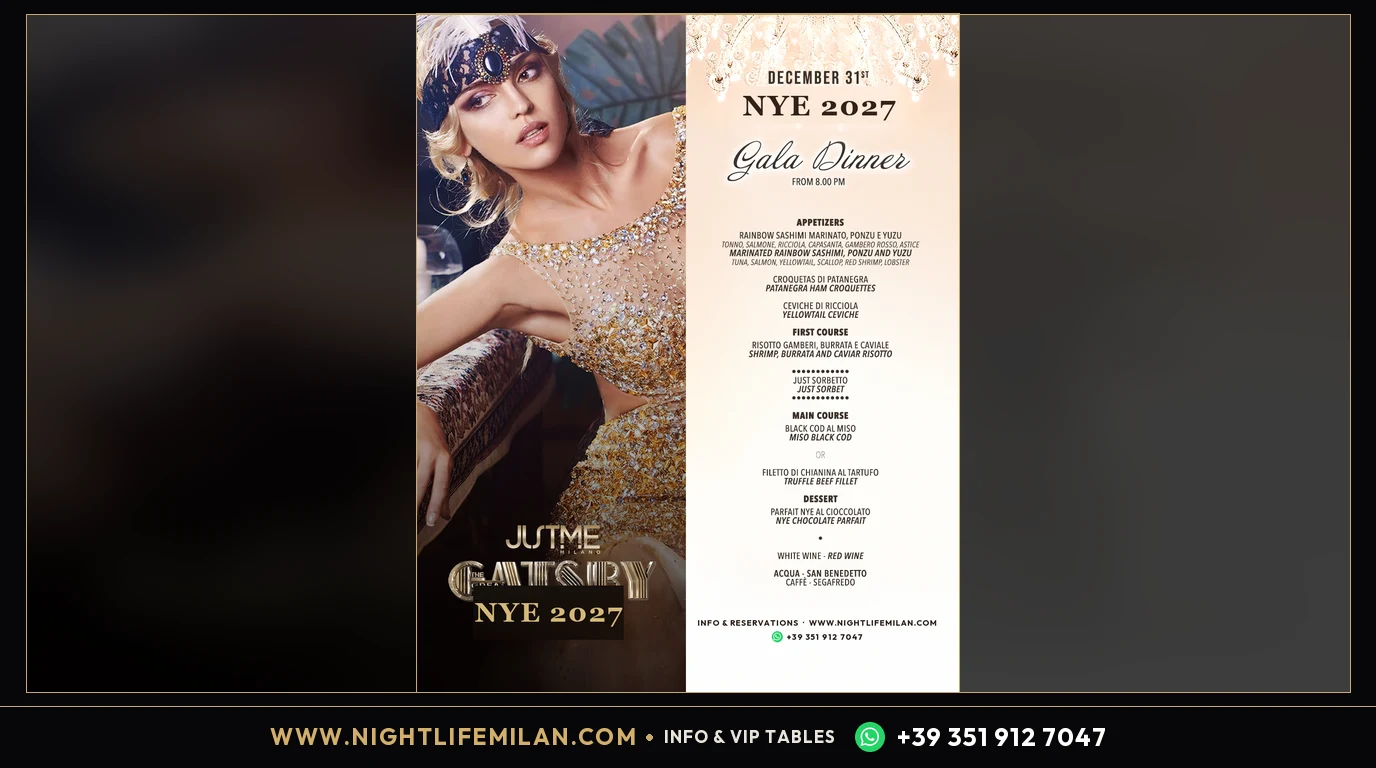 JUSTME
MILANO
THE
GREAT
GATSBY
NYE 2027
DECEMBER 31ST
NYE 2027
Gala Dinner
FROM 8.00 PM
APPETIZERS
RAINBOW SASHIMI MARINATO, PONZU E YUZU
TONNO, SALMONE, RICCIOLA, CAPASANTA, GAMBERO ROSSO, ASTICE
MARINATED RAINBOW SASHIMI, PONZU AND YUZU
TUNA, SALMON, YELLOWTAIL, SCALLOP, RED SHRIMP, LOBSTER
CROQUETAS DI PATANEGRA
PATANEGRA HAM CROQUETTES
CEVICHE DI RICCIOLA
YELLOWTAIL CEVICHE
FIRST COURSE
RISOTTO GAMBERI, BURRATA E CAVIALE
SHRIMP, BURRATA AND CAVIAR RISOTTO
JUST SORBETTO
JUST SORBET
MAIN COURSE
BLACK COD AL MISO
MISO BLACK COD
OR
FILETTO DI CHIANINA AL TARTUFO
TRUFFLE BEEF FILLET
DESSERT
PARFAIT NYE AL CIOCCOLATO
NYE CHOCOLATE PARFAIT
WHITE WINE - RED WINE
ACQUA - SAN BENEDETTO
CAFFÈ - SEGAFREDO
INFO & RESERVATIONS · WWW.NIGHTLIFEMILAN.COM
+39 351 912 7047
WWW.NIGHTLIFEMILAN.COM • INFO & VIP TABLES +39 351 912 7047